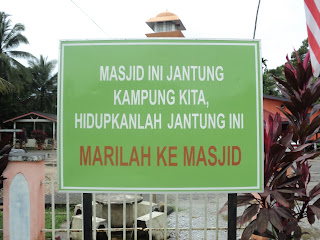 MASJID INI JANTUNG
KAMPUNG KITA,
HIDUPKANLAH JANTUNG INI
MARILAH KE MASJID